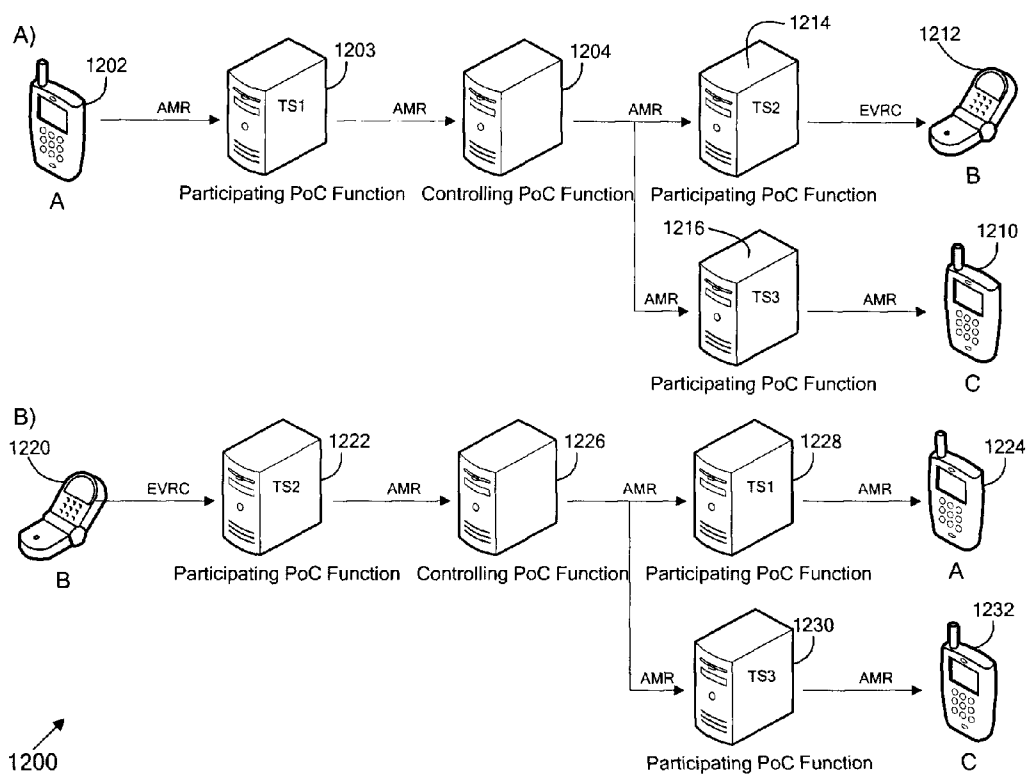 A)
1202
1203
1204
1214
1212
AMR
TS1
AMR
AMR
TS2
EVRC
A
Participating PoC Function
Controlling PoC Function
Participating PoC Function
B
1216
1210
AMR
TS3
AMR
Participating PoC Function
C
B)
1220
1222
1226
1228
1224
EVRC
TS2
AMR
AMR
TS1
AMR
B
Participating PoC Function
Controlling PoC Function
Participating PoC Function
A
1230
1232
AMR
TS3
AMR
1200
Participating PoC Function
C